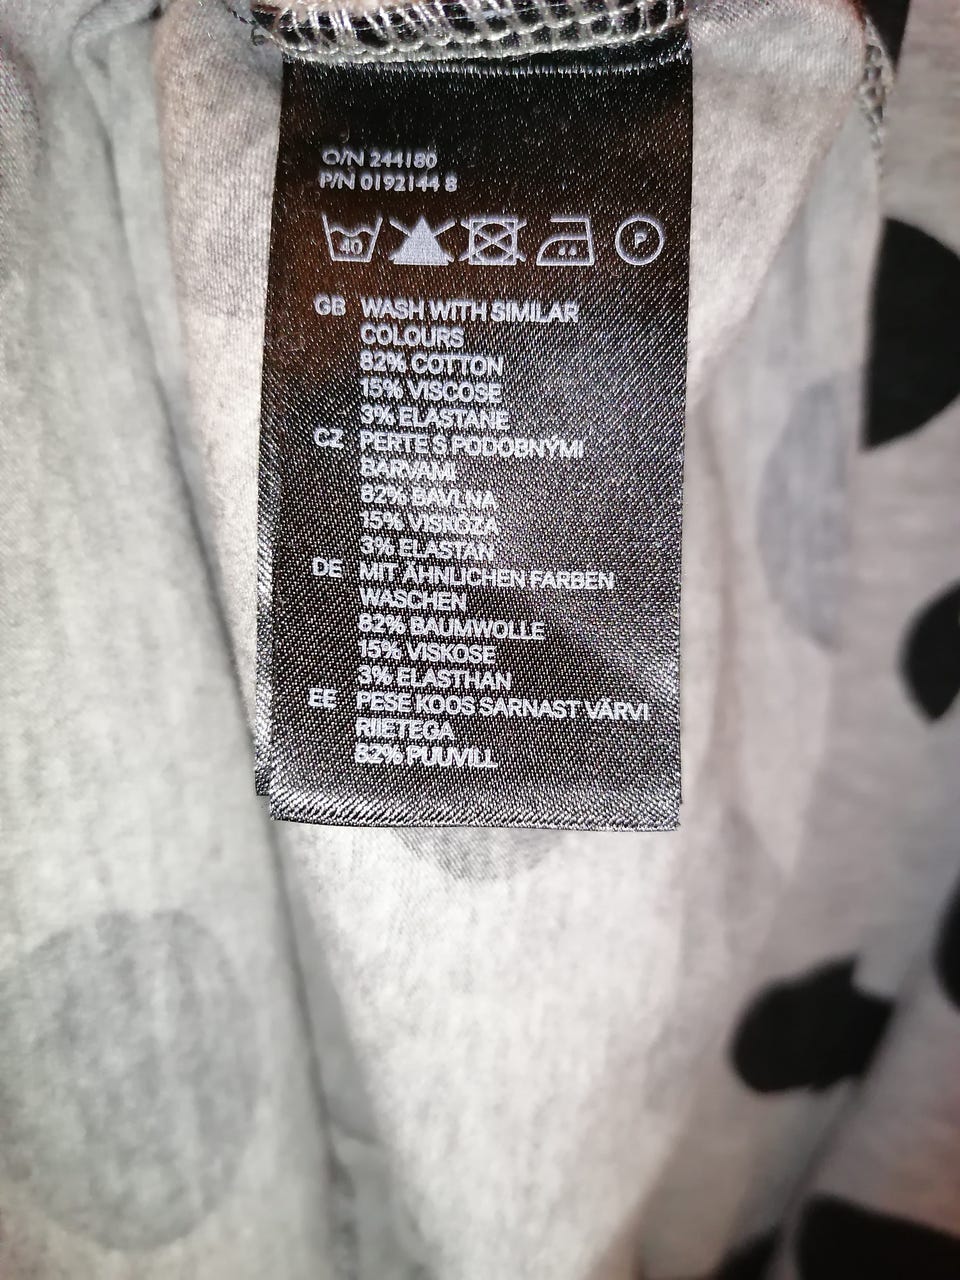 O/N 244180
P/N 0192144 8
40 P
GB WASH WITH SIMILAR
COLOURS
82% COTTON
15% VISCOSE
3% ELASTANE
CZ PERTE S PODOBNÝMI
BARVAMI
82% BAVLNA
15% VISKÓZA
3% ELASTAN
DE MIT ÄHNLICHEN FARBEN
WASCHEN
82% BAUMWOLLE
15% VISKOSE
3% ELASTHAN
EE PESE KOOS SARNAST VÄRVI
RIIETEGA
82% PUUVILL